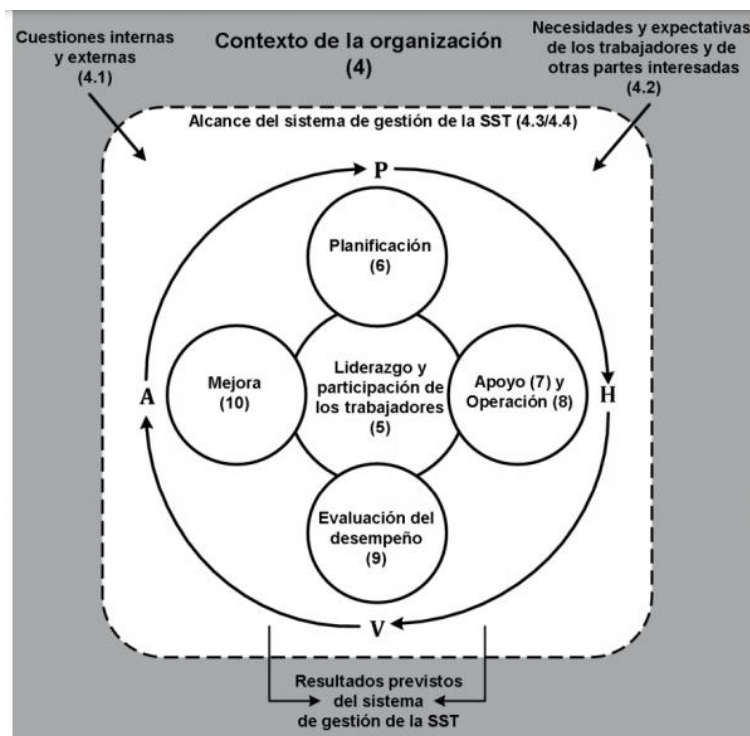 Cuestiones internas
y externas
(4.1)
Contexto de la organización
(4)
Necesidades y expectativas
de los trabajadores y de
otras partes interesadas
(4.2)
Alcance del sistema de gestión de la SST (4.3/4.4)
P
Planificación
(6)
A
Mejora
(10)
Liderazgo y
participación de
los trabajadores
(5)
Apoyo (7) y
Operación (8)
H
Evaluación del
desempeño
(9)
V
Resultados previstos
del sistema
de gestión de la SST